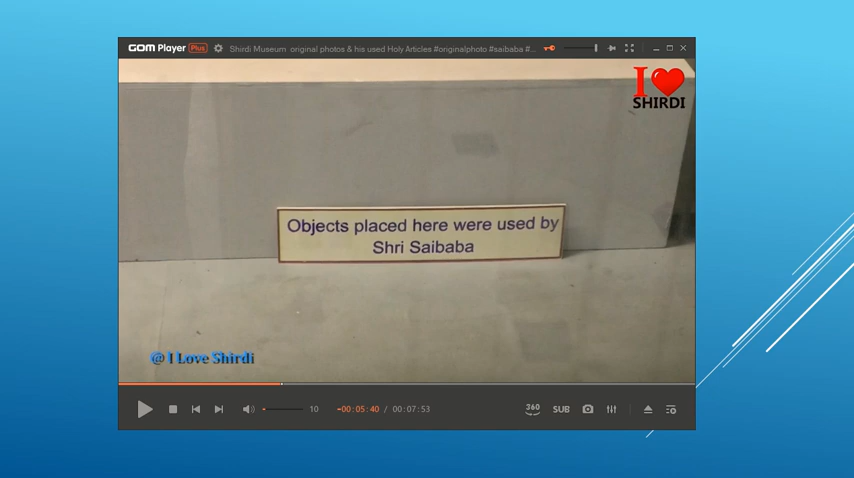 GOM Player Plus Shirdi Museum original photos & his used Holy Articles #originalphoto #saibaba #...
I
SHIRDI
Objects placed here were used by
Shri Saibaba
@ I Love Shirdi
10 -00:05:40 / 00:07:53 360 SUB